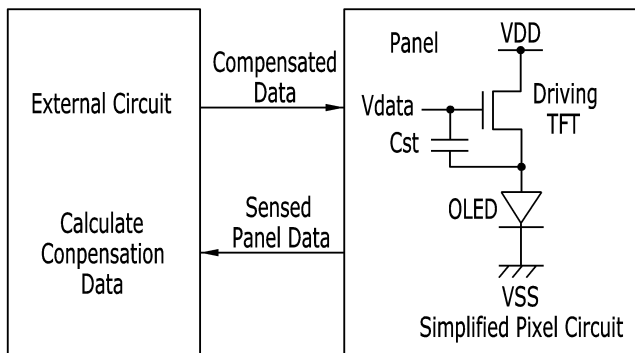 External Circuit
Calculate
Conpensation
Data
Compensated
Data
Sensed
Panel Data
Panel
VDD
Vdata
Driving
TFT
Cst
OLED
VSS
Simplified Pixel Circuit